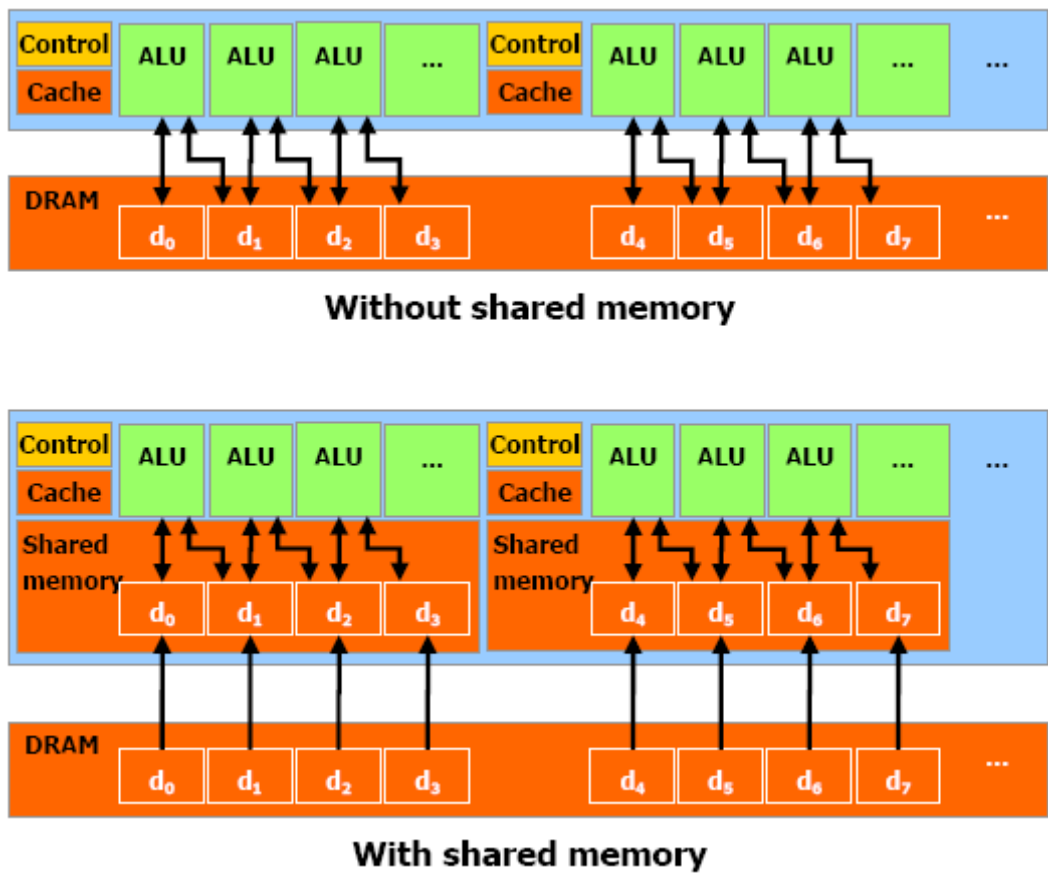 Control ALU ALU ALU ... Control ALU ALU ALU ... ...
Cache Cache
DRAM ...
d₀ d₁ d₂ d₃ d₄ d₅ d₆ d₇
Without shared memory
Control ALU ALU ALU ... Control ALU ALU ALU ... ...
Cache Cache
Shared Shared
memory memory
d₀ d₁ d₂ d₃ d₄ d₅ d₆ d₇
DRAM ...
d₀ d₁ d₂ d₃ d₄ d₅ d₆ d₇
With shared memory